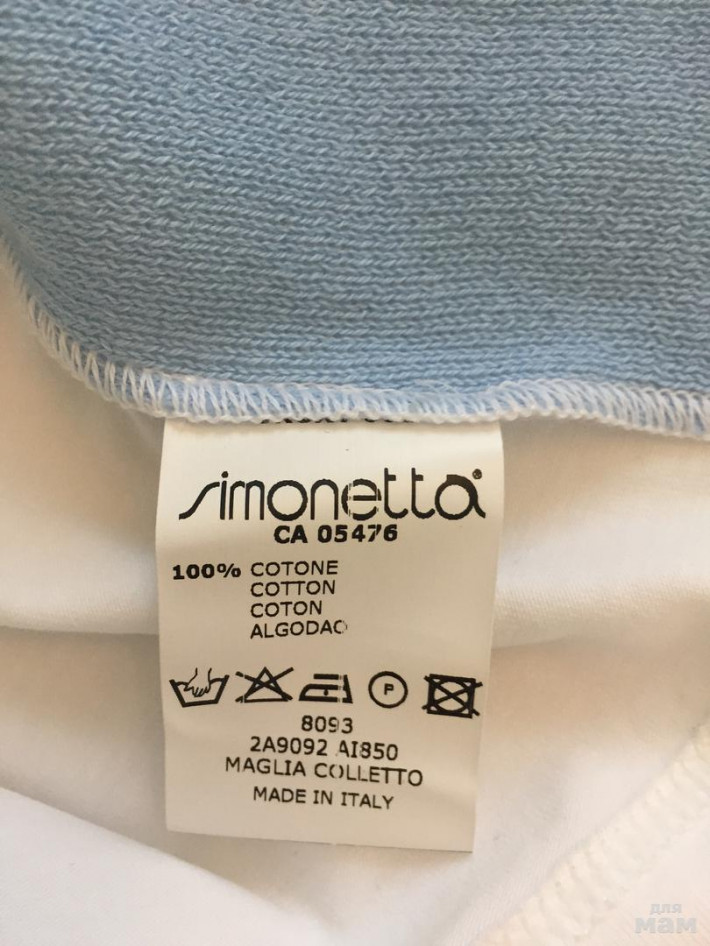 simonetta
CA 05476
100% COTONE
COTTON
COTON
ALGODAO
P
8093
2A9092 AI850
MAGLIA COLLETTO
MADE IN ITALY
для
мам